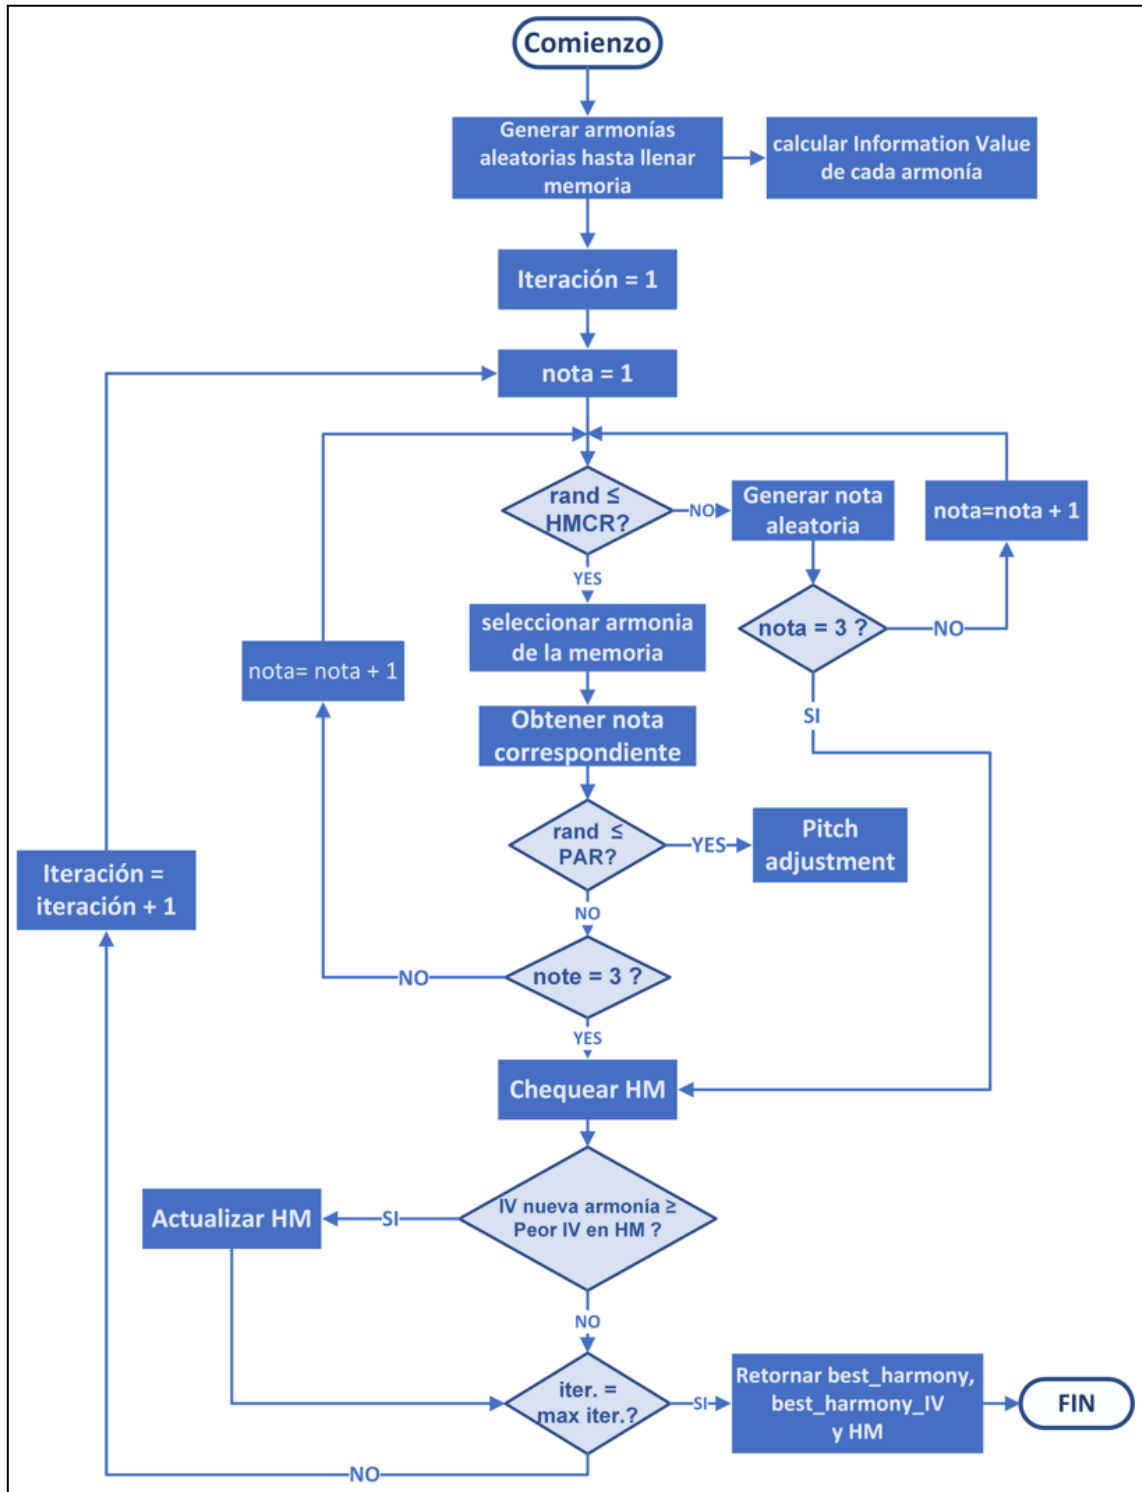 Comienzo
Generar armonías
aleatorias hasta llenar
memoria
calcular Information Value
de cada armonía
Iteración = 1
nota = 1
rand ≤
HMCR?
NO
Generar nota
aleatoria
nota=nota + 1
YES
seleccionar armonia
de la memoria
nota = 3 ?
NO
nota= nota + 1
SI
Obtener nota
correspondiente
rand ≤
PAR?
YES
Pitch
adjustment
Iteración =
iteración + 1
NO
note = 3 ?
NO
YES
Chequear HM
IV nueva armonía ≥
Peor IV en HM ?
SI
Actualizar HM
NO
iter. =
max iter.?
SI
Retornar best_harmony,
best_harmony_IV
y HM
FIN
NO